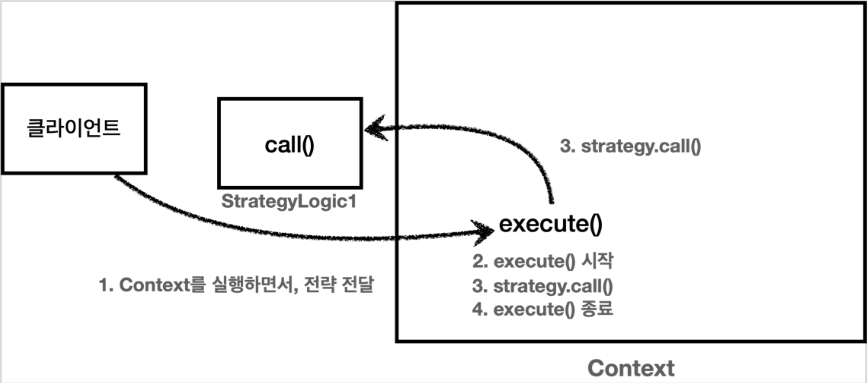 클라이언트
call()
StrategyLogic1
3. strategy.call()
execute()
1. Context를 실행하면서, 전략 전달
2. execute() 시작
3. strategy.call()
4. execute() 종료
Context